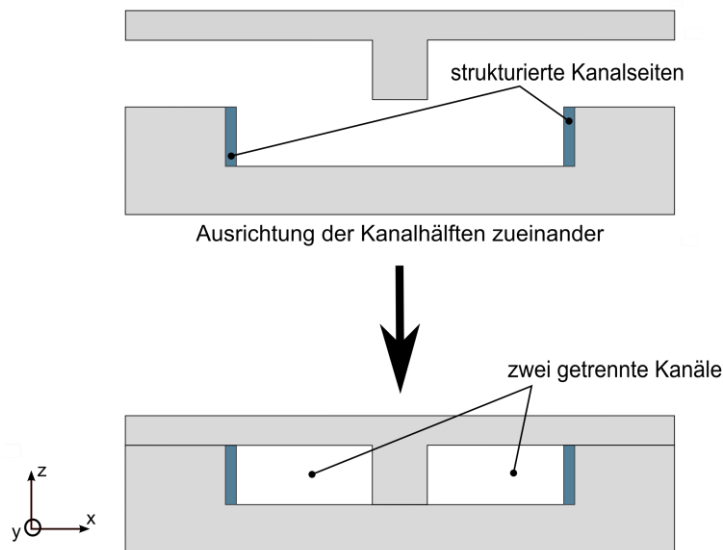 strukturierte Kanalseiten
Ausrichtung der Kanalhälften zueinander
zwei getrennte Kanäle
z
y
x